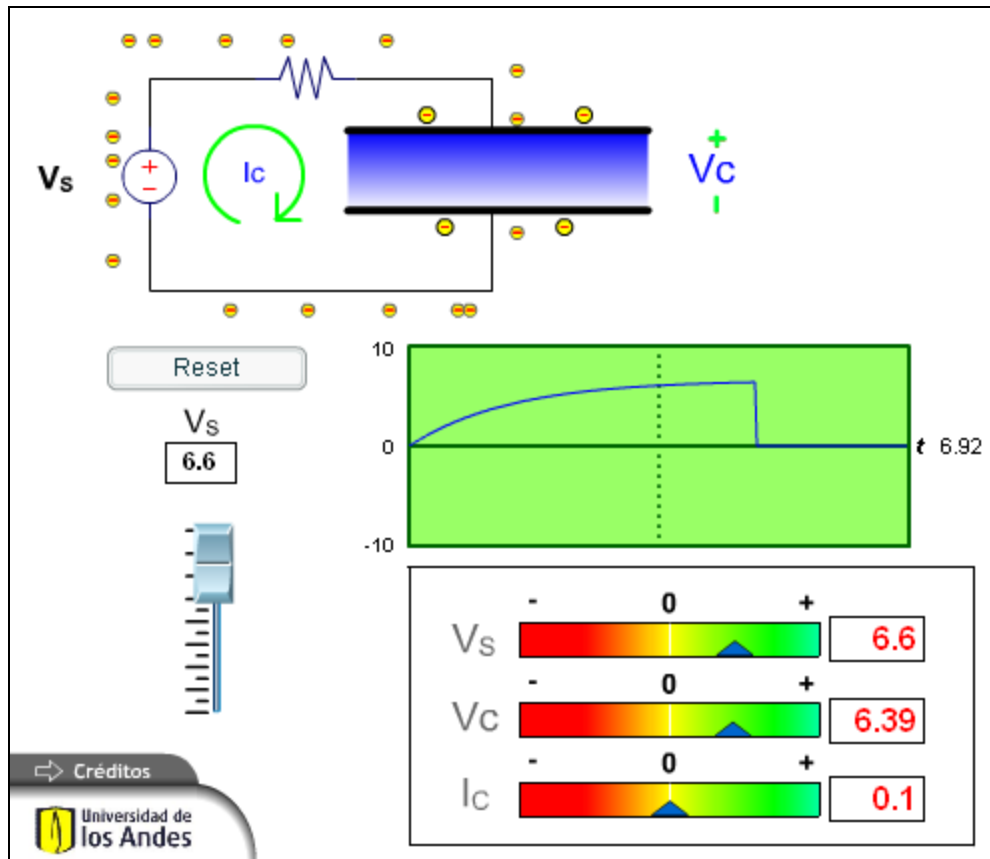 +
-
Vs
Ic
+
Vc
-
Reset
Vs
6.6
10
0
-10
t 6.92
- 0 +
Vs 6.6
- 0 +
Vc 6.39
- 0 +
Ic 0.1
Créditos
Universidad de
los Andes